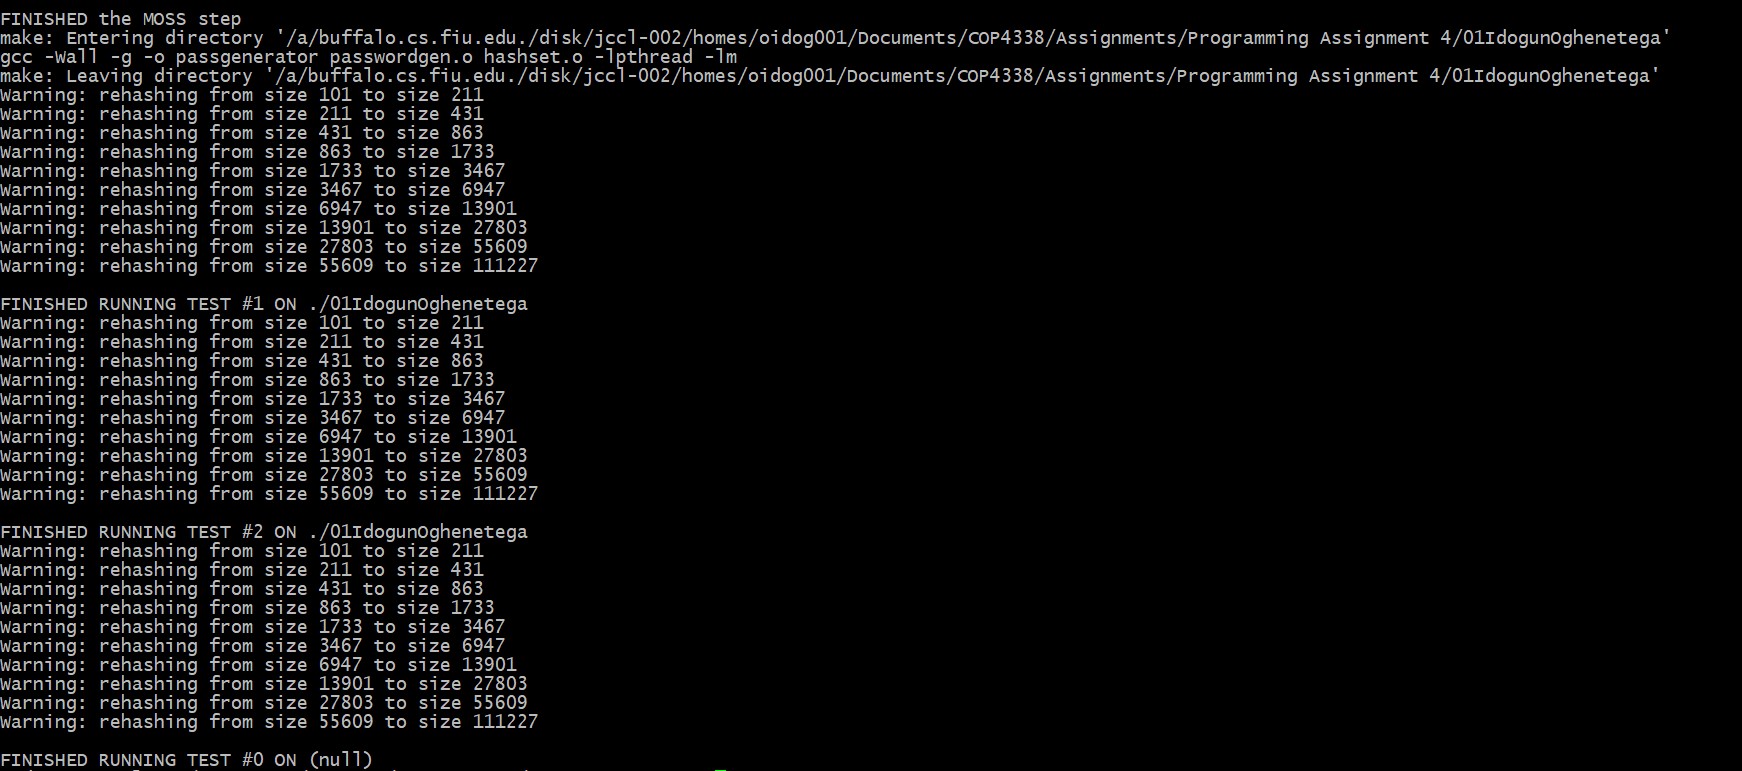 FINISHED the MOSS step
make: Entering directory '/a/buffalo.cs.fiu.edu./disk/jccl-002/homes/oidog001/Documents/COP4338/Assignments/Programming Assignment 4/01IdogunOghenetega'
gcc -Wall -g -o passgenerator passwordgen.o hashset.o -lpthread -lm
make: Leaving directory '/a/buffalo.cs.fiu.edu./disk/jccl-002/homes/oidog001/Documents/COP4338/Assignments/Programming Assignment 4/01IdogunOghenetega'
Warning: rehashing from size 101 to size 211
Warning: rehashing from size 211 to size 431
Warning: rehashing from size 431 to size 863
Warning: rehashing from size 863 to size 1733
Warning: rehashing from size 1733 to size 3467
Warning: rehashing from size 3467 to size 6947
Warning: rehashing from size 6947 to size 13901
Warning: rehashing from size 13901 to size 27803
Warning: rehashing from size 27803 to size 55609
Warning: rehashing from size 55609 to size 111227
FINISHED RUNNING TEST #1 ON ./01IdogunOghenetega
Warning: rehashing from size 101 to size 211
Warning: rehashing from size 211 to size 431
Warning: rehashing from size 431 to size 863
Warning: rehashing from size 863 to size 1733
Warning: rehashing from size 1733 to size 3467
Warning: rehashing from size 3467 to size 6947
Warning: rehashing from size 6947 to size 13901
Warning: rehashing from size 13901 to size 27803
Warning: rehashing from size 27803 to size 55609
Warning: rehashing from size 55609 to size 111227
FINISHED RUNNING TEST #2 ON ./01IdogunOghenetega
Warning: rehashing from size 101 to size 211
Warning: rehashing from size 211 to size 431
Warning: rehashing from size 431 to size 863
Warning: rehashing from size 863 to size 1733
Warning: rehashing from size 1733 to size 3467
Warning: rehashing from size 3467 to size 6947
Warning: rehashing from size 6947 to size 13901
Warning: rehashing from size 13901 to size 27803
Warning: rehashing from size 27803 to size 55609
Warning: rehashing from size 55609 to size 111227
FINISHED RUNNING TEST #0 ON (null)